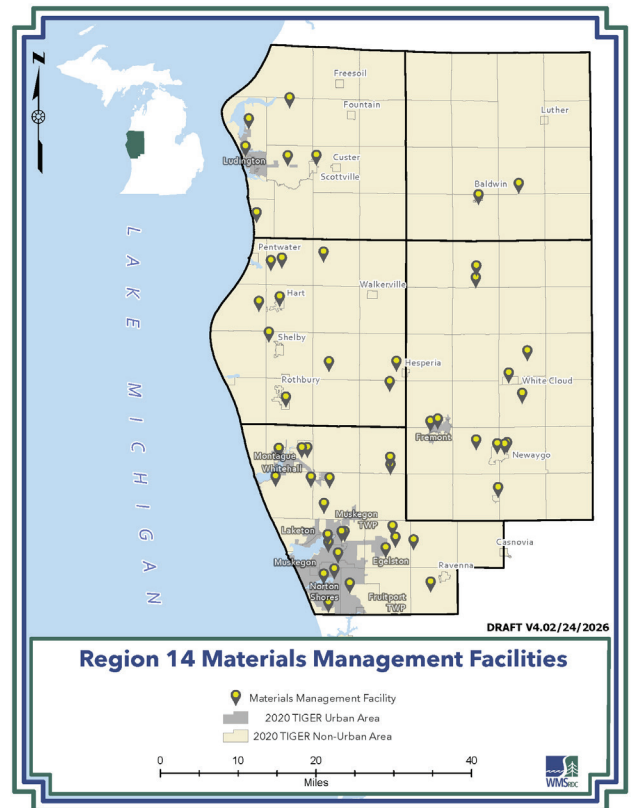 N
Freesoil
Fountain
Luther
Ludington
Custer
Scottville
Baldwin
Pentwater
Walkerville
Hart
Shelby
Hesperia
Rothbury
White Cloud
Fremont
Montague
Whitehall
Newaygo
Muskegon
TWP
Laketon
Casnovia
Muskegon
Egelston
Ravenna
Norton
Shores
Fruitport
TWP
LAKE MICHIGAN
DRAFT V4.02/24/2026
Region 14 Materials Management Facilities
Materials Management Facility
2020 TIGER Urban Area
2020 TIGER Non-Urban Area
0 10 20 40
Miles
WMSRDC